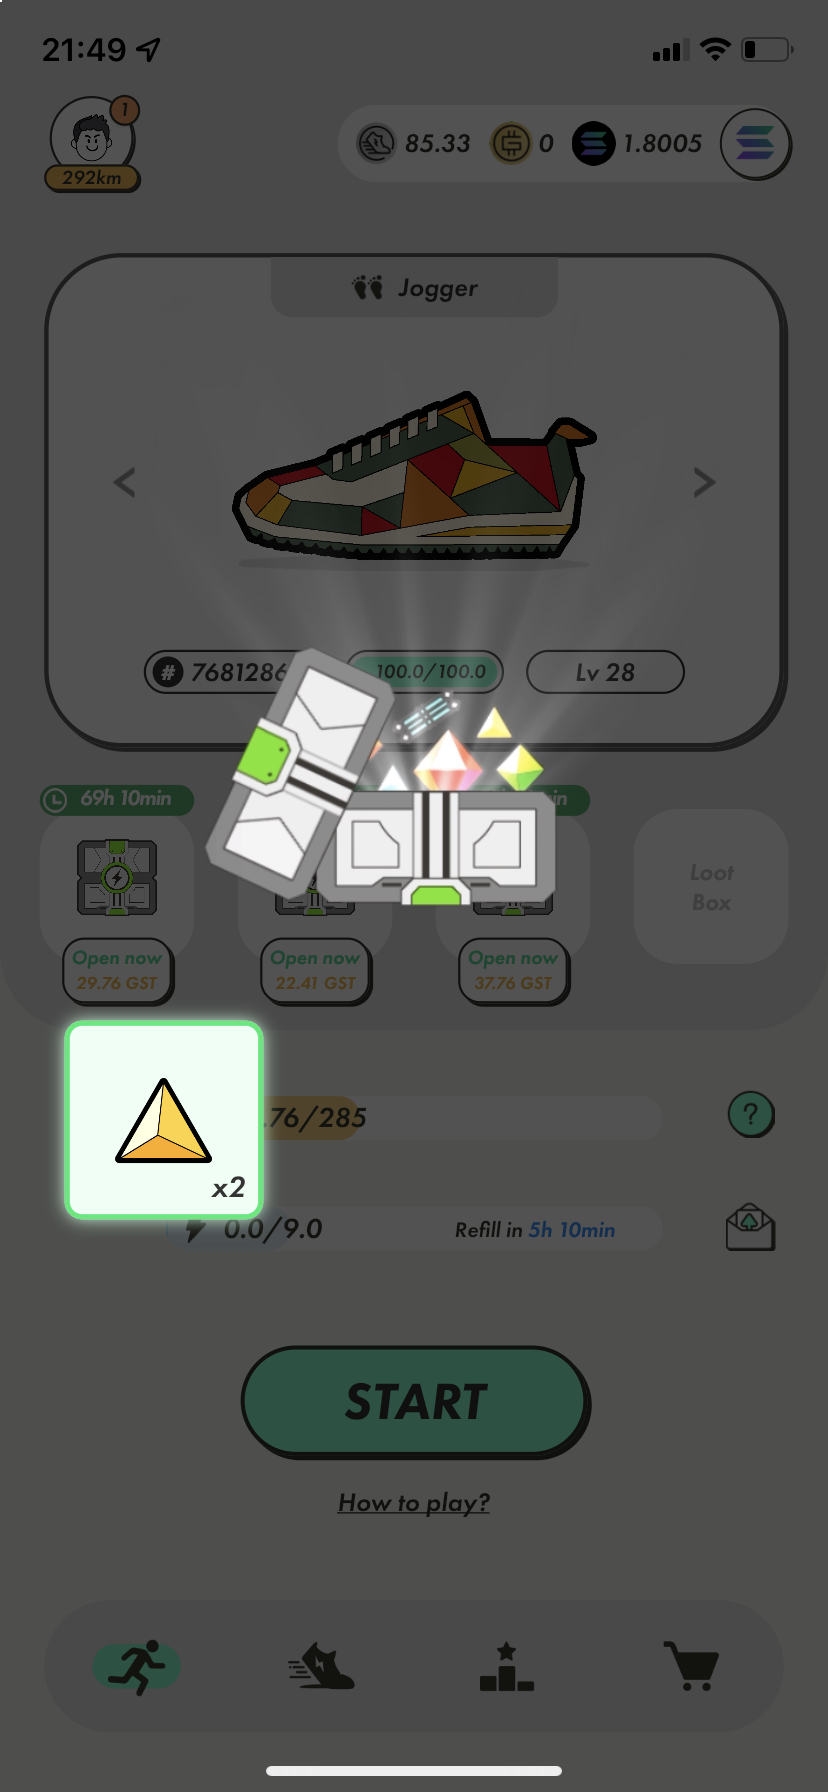 21:49
1
292km
85.33
0
1.8005
Jogger
# 7681286
100.0/100.0
Lv 28
69h 10min
in
Loot
Box
Open now
29.76 GST
Open now
22.41 GST
Open now
37.76 GST
.76/285
?
x2
0.0/9.0
Refill in 5h 10min
START
How to play?